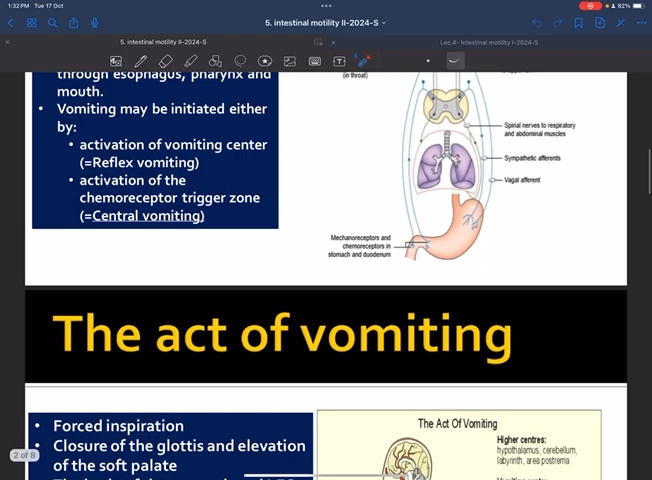 1:32 PM Tue 17 Oct
82%
5. intestinal motility II-2024-S
5. intestinal motility II-2024-S
Lec.4- Intestinal motility I-2024-S
through esophagus, pharynx and
mouth.
• Vomiting may be initiated either
by:
• activation of vomiting center
(=Reflex vomiting)
• activation of the
chemoreceptor trigger zone
(=Central vomiting)
(in throat)
Spinal nerves to respiratory
and abdominal muscles
Sympathetic afferents
Vagal afferent
Mechanoreceptors and
chemoreceptors in
stomach and duodenum
The act of vomiting
• Forced inspiration
• Closure of the glottis and elevation
of the soft palate
The Act Of Vomiting
Higher centres:
hypothalamus, cerebellum,
labyrinth, area postrema
2 of 8